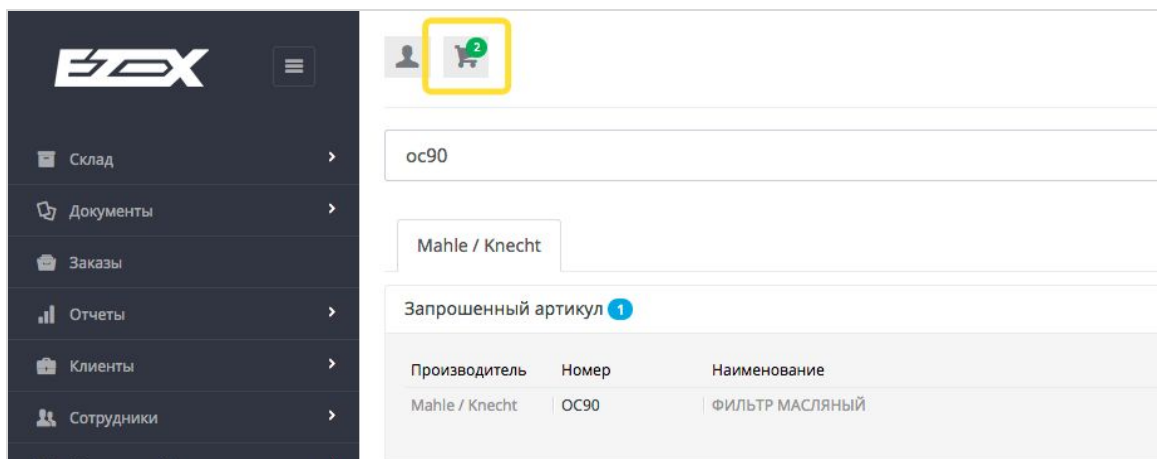 EZEX
2
Склад
Документы
Заказы
Отчеты
Клиенты
Сотрудники
oc90
Mahle / Knecht
Запрошенный артикул 1
Производитель Номер Наименование
Mahle / Knecht OC90 ФИЛЬТР МАСЛЯНЫЙ